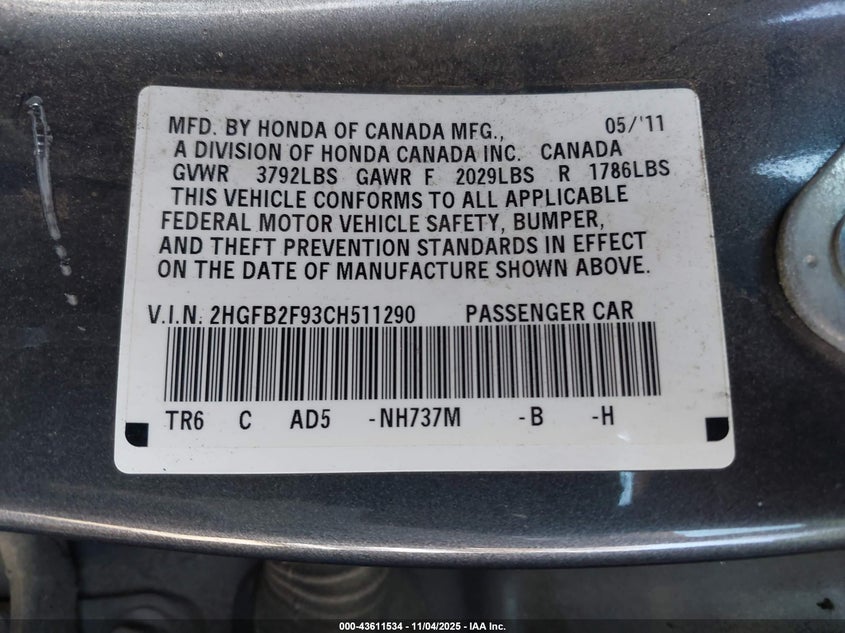 MFD. BY HONDA OF CANADA MFG., 05/'11
A DIVISION OF HONDA CANADA INC. CANADA
GVWR 3792LBS GAWR F 2029LBS R 1786LBS
THIS VEHICLE CONFORMS TO ALL APPLICABLE
FEDERAL MOTOR VEHICLE SAFETY, BUMPER,
AND THEFT PREVENTION STANDARDS IN EFFECT
ON THE DATE OF MANUFACTURE SHOWN ABOVE.
V.I.N. 2HGFB2F93CH511290 PASSENGER CAR
TR6 C AD5 -NH737M -B -H
000-43611534 - 11/04/2025 - IAA Inc.